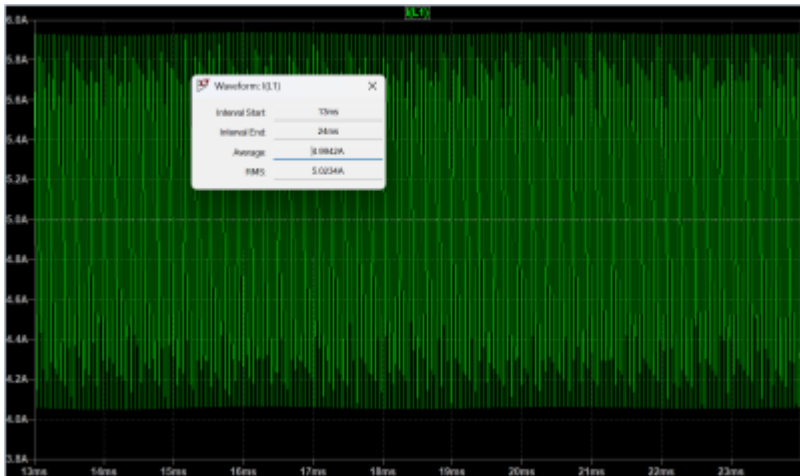 I(L1)
6.0A
5.8A
5.6A
5.4A
5.2A
5.0A
4.8A
4.6A
4.4A
4.2A
4.0A
3.8A
Waveform: I(L1)
Interval Start: 13ms
Interval End: 24ms
Average: 4.9942A
RMS: 5.0234A
13ms 14ms 15ms 16ms 17ms 18ms 19ms 20ms 21ms 22ms 23ms